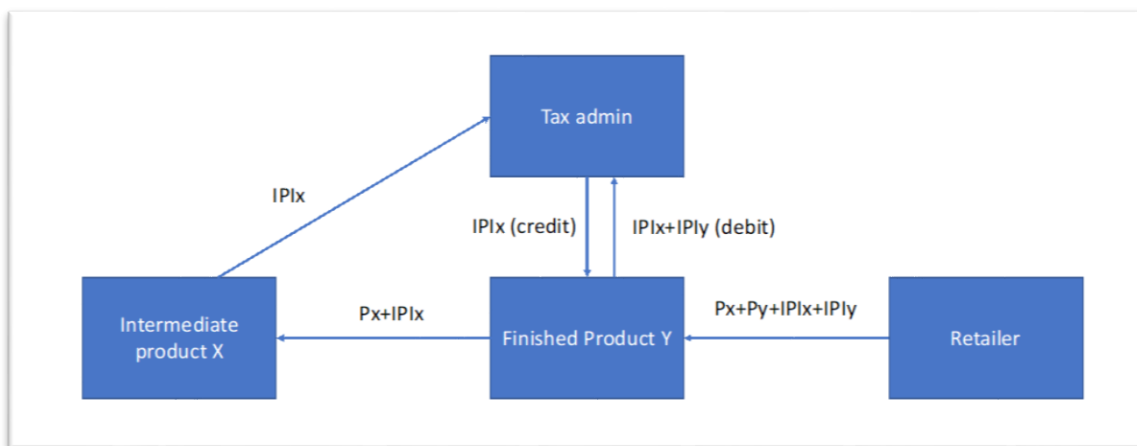 Tax admin
IPIx
IPIx (credit)
IPIx+IPIy (debit)
Px+IPIx
Px+Py+IPIx+IPIy
Intermediate
product X
Finished Product Y
Retailer